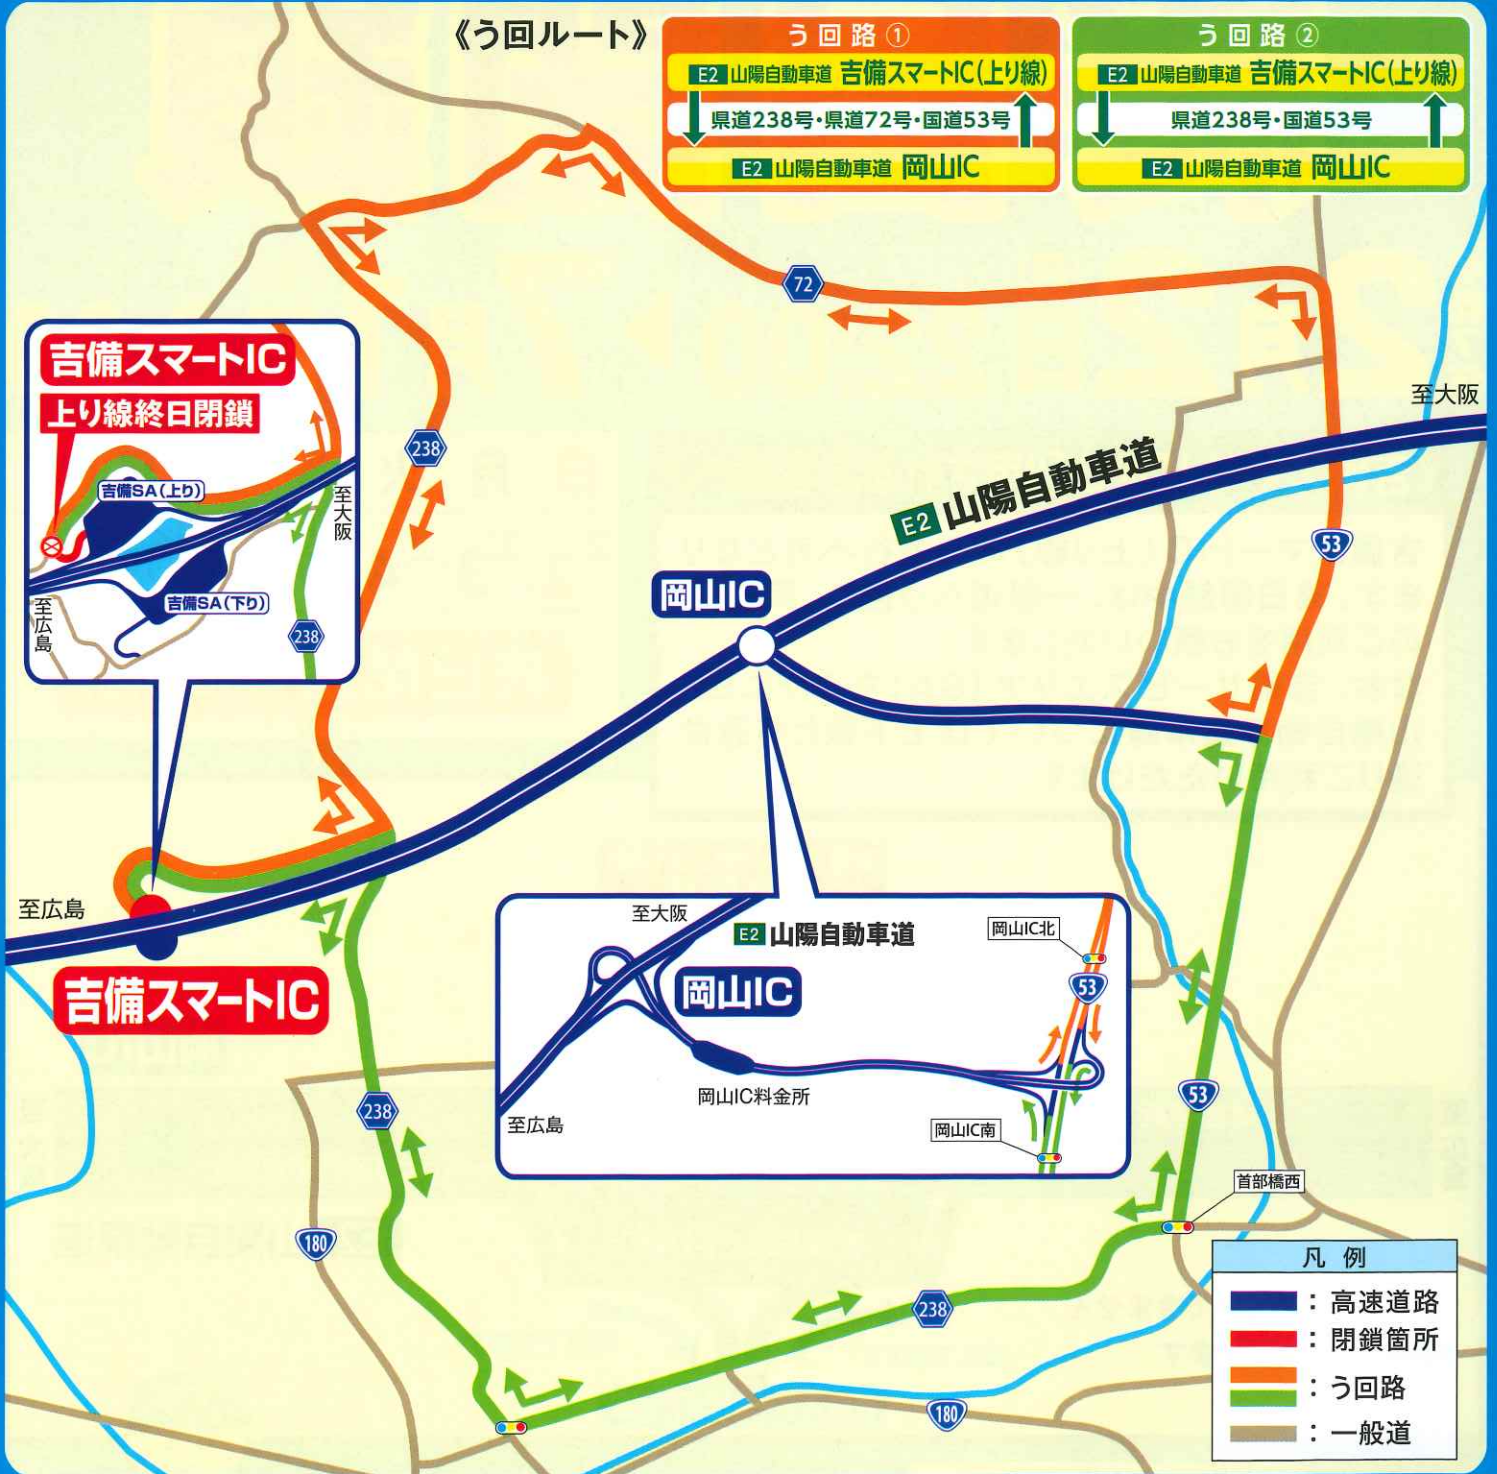 《う回ルート》
う回路①
E2 山陽自動車道 吉備スマートIC(上り線)
県道238号・県道72号・国道53号
E2 山陽自動車道 岡山IC
う回路②
E2 山陽自動車道 吉備スマートIC(上り線)
県道238号・国道53号
E2 山陽自動車道 岡山IC
72
吉備スマートIC
上り線終日閉鎖
吉備SA(上り)
至大阪
吉備SA(下り)
至広島
238
238
至大阪
E2 山陽自動車道
53
岡山IC
至広島
吉備スマートIC
至大阪
E2 山陽自動車道
岡山IC北
岡山IC
53
岡山IC料金所
至広島
岡山IC南
238
53
首部橋西
180
238
180
凡例
:高速道路
:閉鎖箇所
:う回路
:一般道